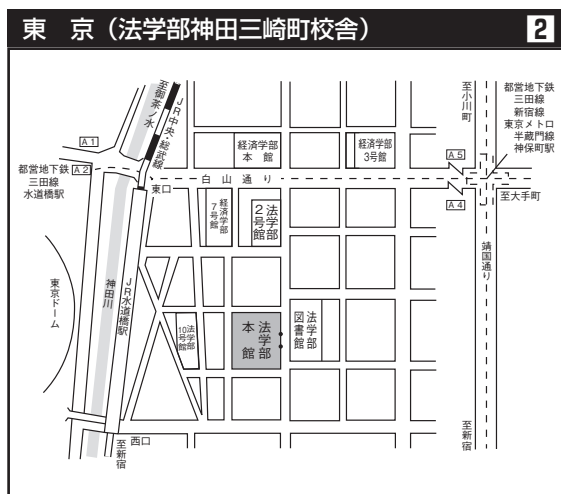 東 京（法学部神田三崎町校舎）
2
至御茶ノ水
JR中央・総武線
至小川町
都営地下鉄
三田線
新宿線
東京メトロ
半蔵門線
神保町駅
A1
経済学部
本館
経済学部
3号館
A5
都営地下鉄
三田線
水道橋駅
A2
東口
白山通り
A4
至大手町
経済学部
7号館
法学部
2号館
靖国通り
東京ドーム
神田川
JR水道橋駅
法学部
10号館
法学部
本館
法学部
図書館
西口
至新宿
至新宿